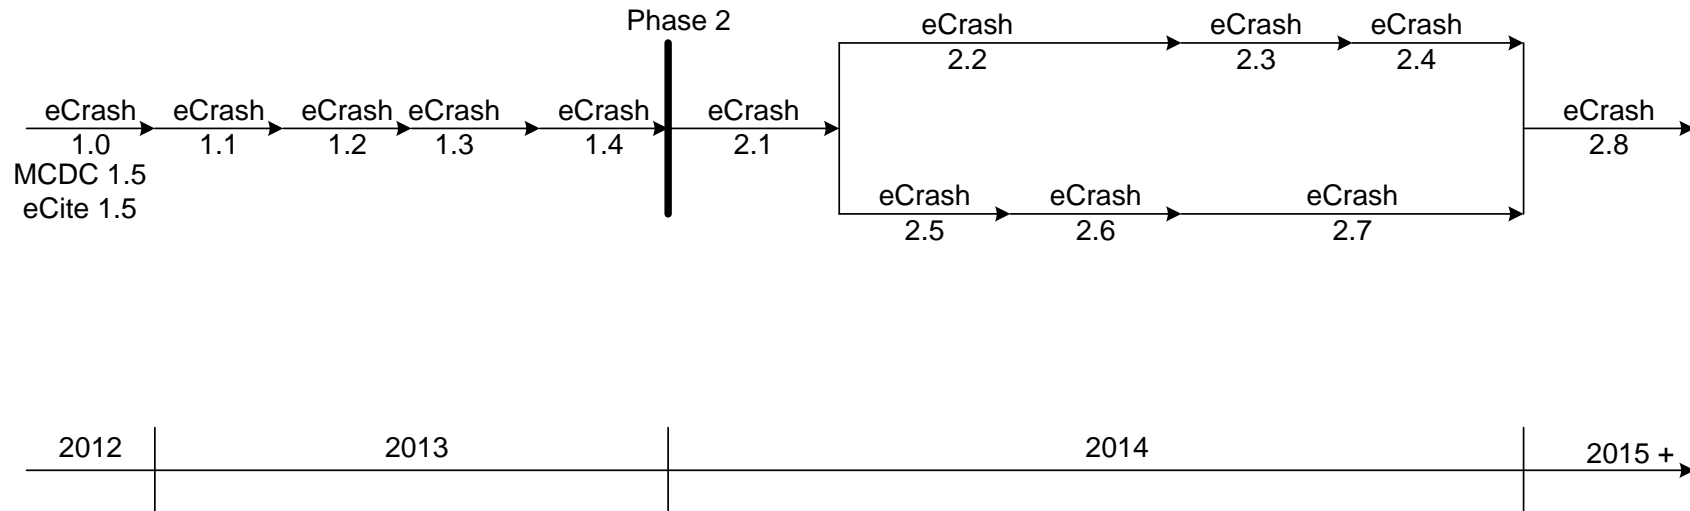 Phase 2
eCrash
2.2
eCrash
2.3
eCrash
2.4
eCrash
1.0
MCDC 1.5
eCite 1.5
eCrash
1.1
eCrash
1.2
eCrash
1.3
eCrash
1.4
eCrash
2.1
eCrash
2.8
eCrash
2.5
eCrash
2.6
eCrash
2.7
2012
2013
2014
2015 +